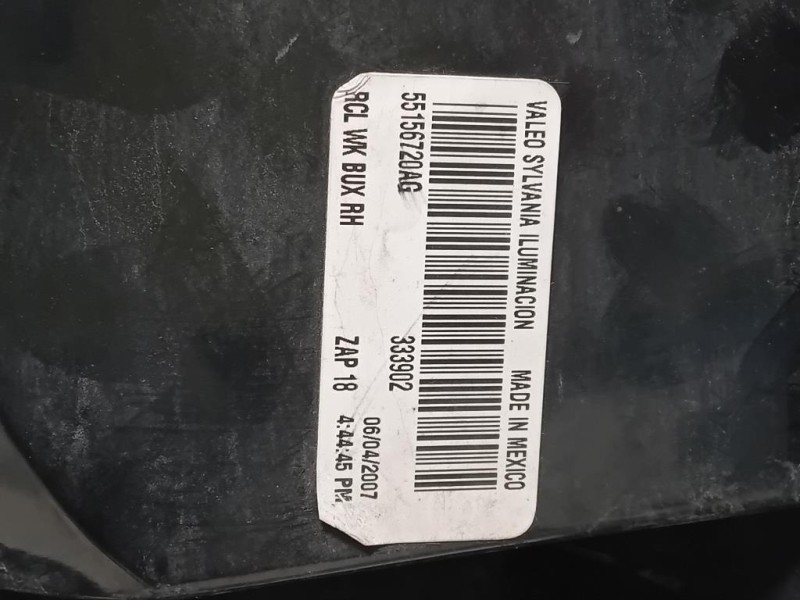 VALEO SYLVANIA ILUMINACION MADE IN MEXICO
55156720AG 333902 06/04/2007
RCL WK BUX RH ZAP 18 4:44:45 PM